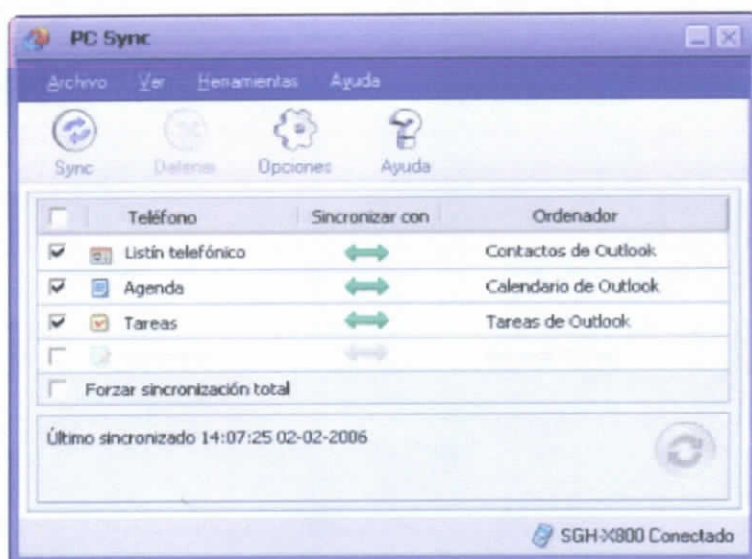 PC Sync
Archivo Ver Herramientas Ayuda
Sync Detener Opciones Ayuda
Teléfono Sincronizar con Ordenador
Listín telefónico Contactos de Outlook
Agenda Calendario de Outlook
Tareas Tareas de Outlook
Forzar sincronización total
Último sincronizado 14:07:25 02-02-2006
SGH-X800 Conectado